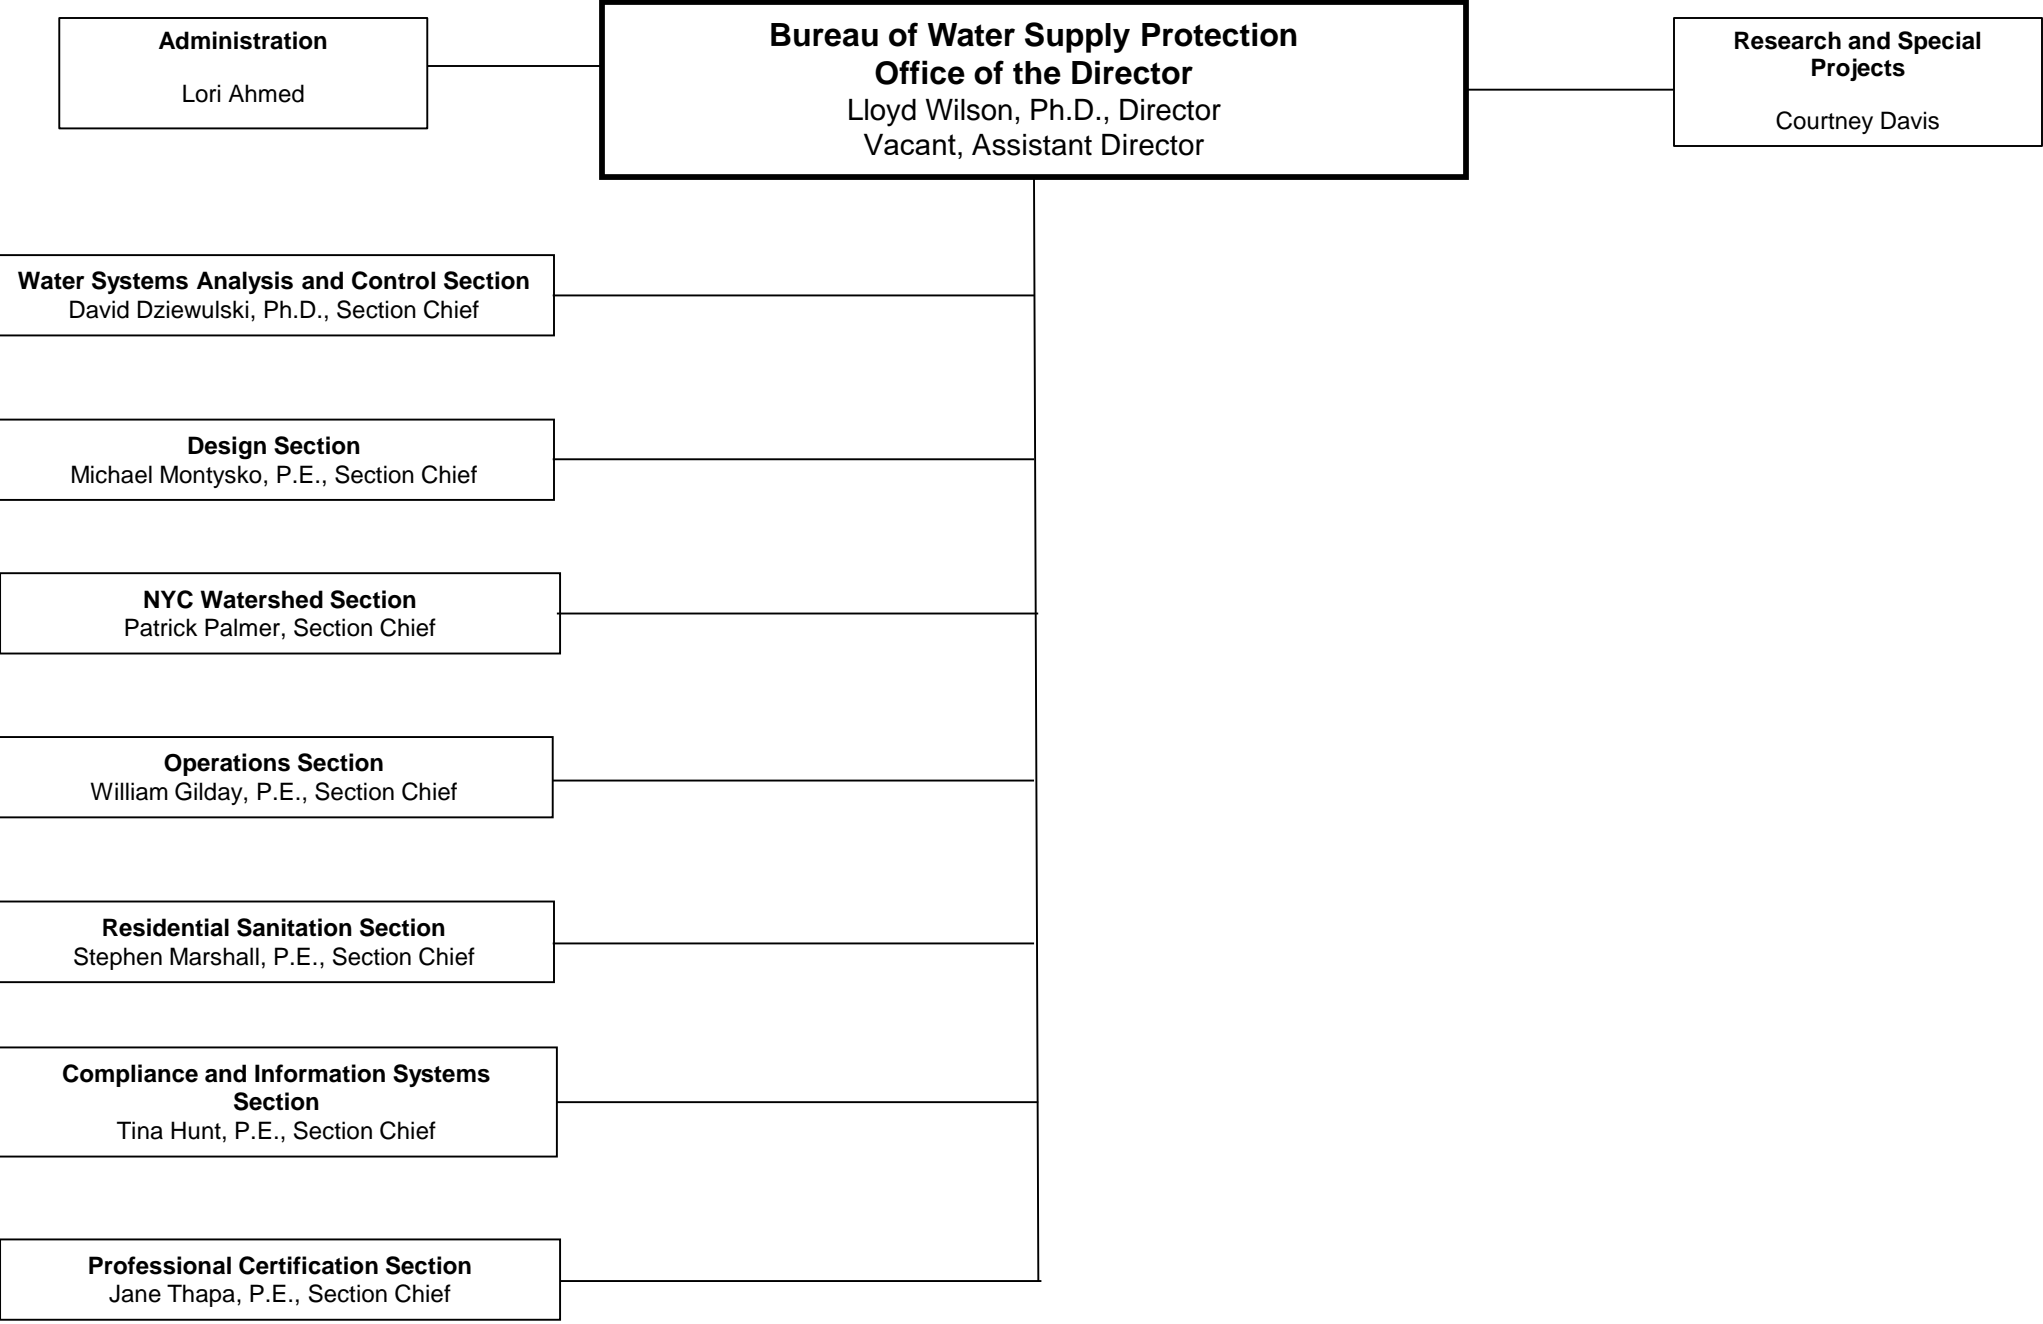 Administration
Lori Ahmed
Bureau of Water Supply Protection
Office of the Director
Lloyd Wilson, Ph.D., Director
Vacant, Assistant Director
Research and Special
Projects
Courtney Davis
Water Systems Analysis and Control Section
David Dziewulski, Ph.D., Section Chief
Design Section
Michael Montysko, P.E., Section Chief
NYC Watershed Section
Patrick Palmer, Section Chief
Operations Section
William Gilday, P.E., Section Chief
Residential Sanitation Section
Stephen Marshall, P.E., Section Chief
Compliance and Information Systems
Section
Tina Hunt, P.E., Section Chief
Professional Certification Section
Jane Thapa, P.E., Section Chief